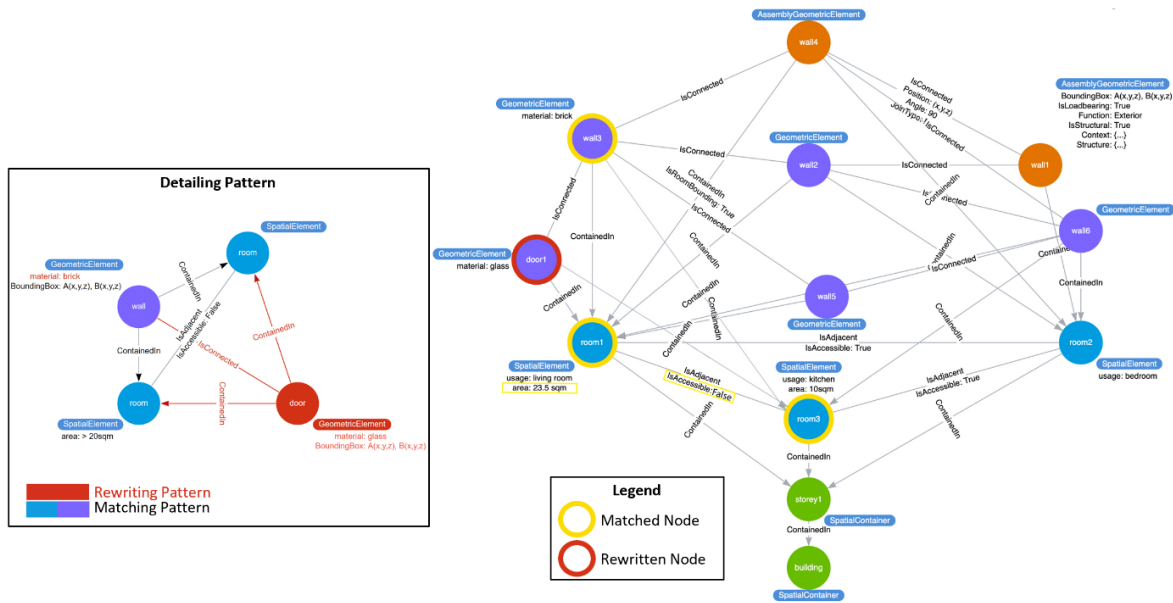 Detailing Pattern
SpatialElement
room
GeometricElement
material: brick
BoundingBox: A(x,y,z), B(x,y,z)
wall
ContainedIn
IsAdjacent
IsAccessible: False
ContainedIn
IsConnected
ContainedIn
ContainedIn
room
door
SpatialElement
area: > 20sqm
GeometricElement
material: glass
BoundingBox: A(x,y,z), B(x,y,z)
Rewriting Pattern
Matching Pattern
AssemblyGeometricElement
wall4
IsConnected
IsConnected
Position: (x,y,z)
Angle: 90
IsConnected
AssemblyGeometricElement
BoundingBox: A(x,y,z), B(x,y,z)
IsLoadbearing: True
Function: Exterior
IsStructural: True
Context: {...}
Structure: {...}
GeometricElement
material: brick
wall3
GeometricElement
wall2
wall1
IsConnected
IsConnected
ContainedIn
IsRoomBounding: True
ContainedIn
IsConnected
IsConnected
GeometricElement
wall6
GeometricElement
material: glass
door1
ContainedIn
ContainedIn
ContainedIn
ContainedIn
ContainedIn
IsConnected
ContainedIn
wall5
GeometricElement
ContainedIn
ContainedIn
room1
IsAdjacent
IsAccessible: True
room2
SpatialElement
usage: living room
area: 23.5 sqm
IsAdjacent
IsAccessible:False
SpatialElement
usage: kitchen
area: 10sqm
room3
IsAdjacent
IsAccessible: True
SpatialElement
usage: bedroom
ContainedIn
ContainedIn
ContainedIn
storey1
SpatialContainer
ContainedIn
building
SpatialContainer
Legend
Matched Node
Rewritten Node